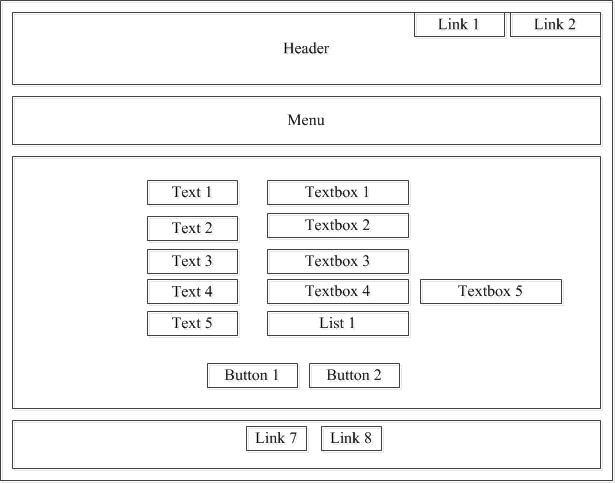 Link 1 Link 2
Header
Menu
Text 1 Textbox 1
Text 2 Textbox 2
Text 3 Textbox 3
Text 4 Textbox 4 Textbox 5
Text 5 List 1
Button 1 Button 2
Link 7 Link 8